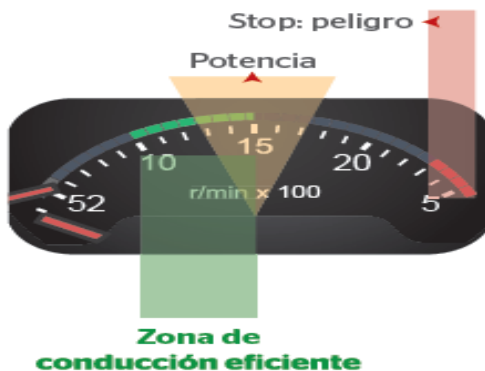 Stop: peligro
Potencia
10
15
20
52
r/min x 100
5
Zona de
conducción eficiente